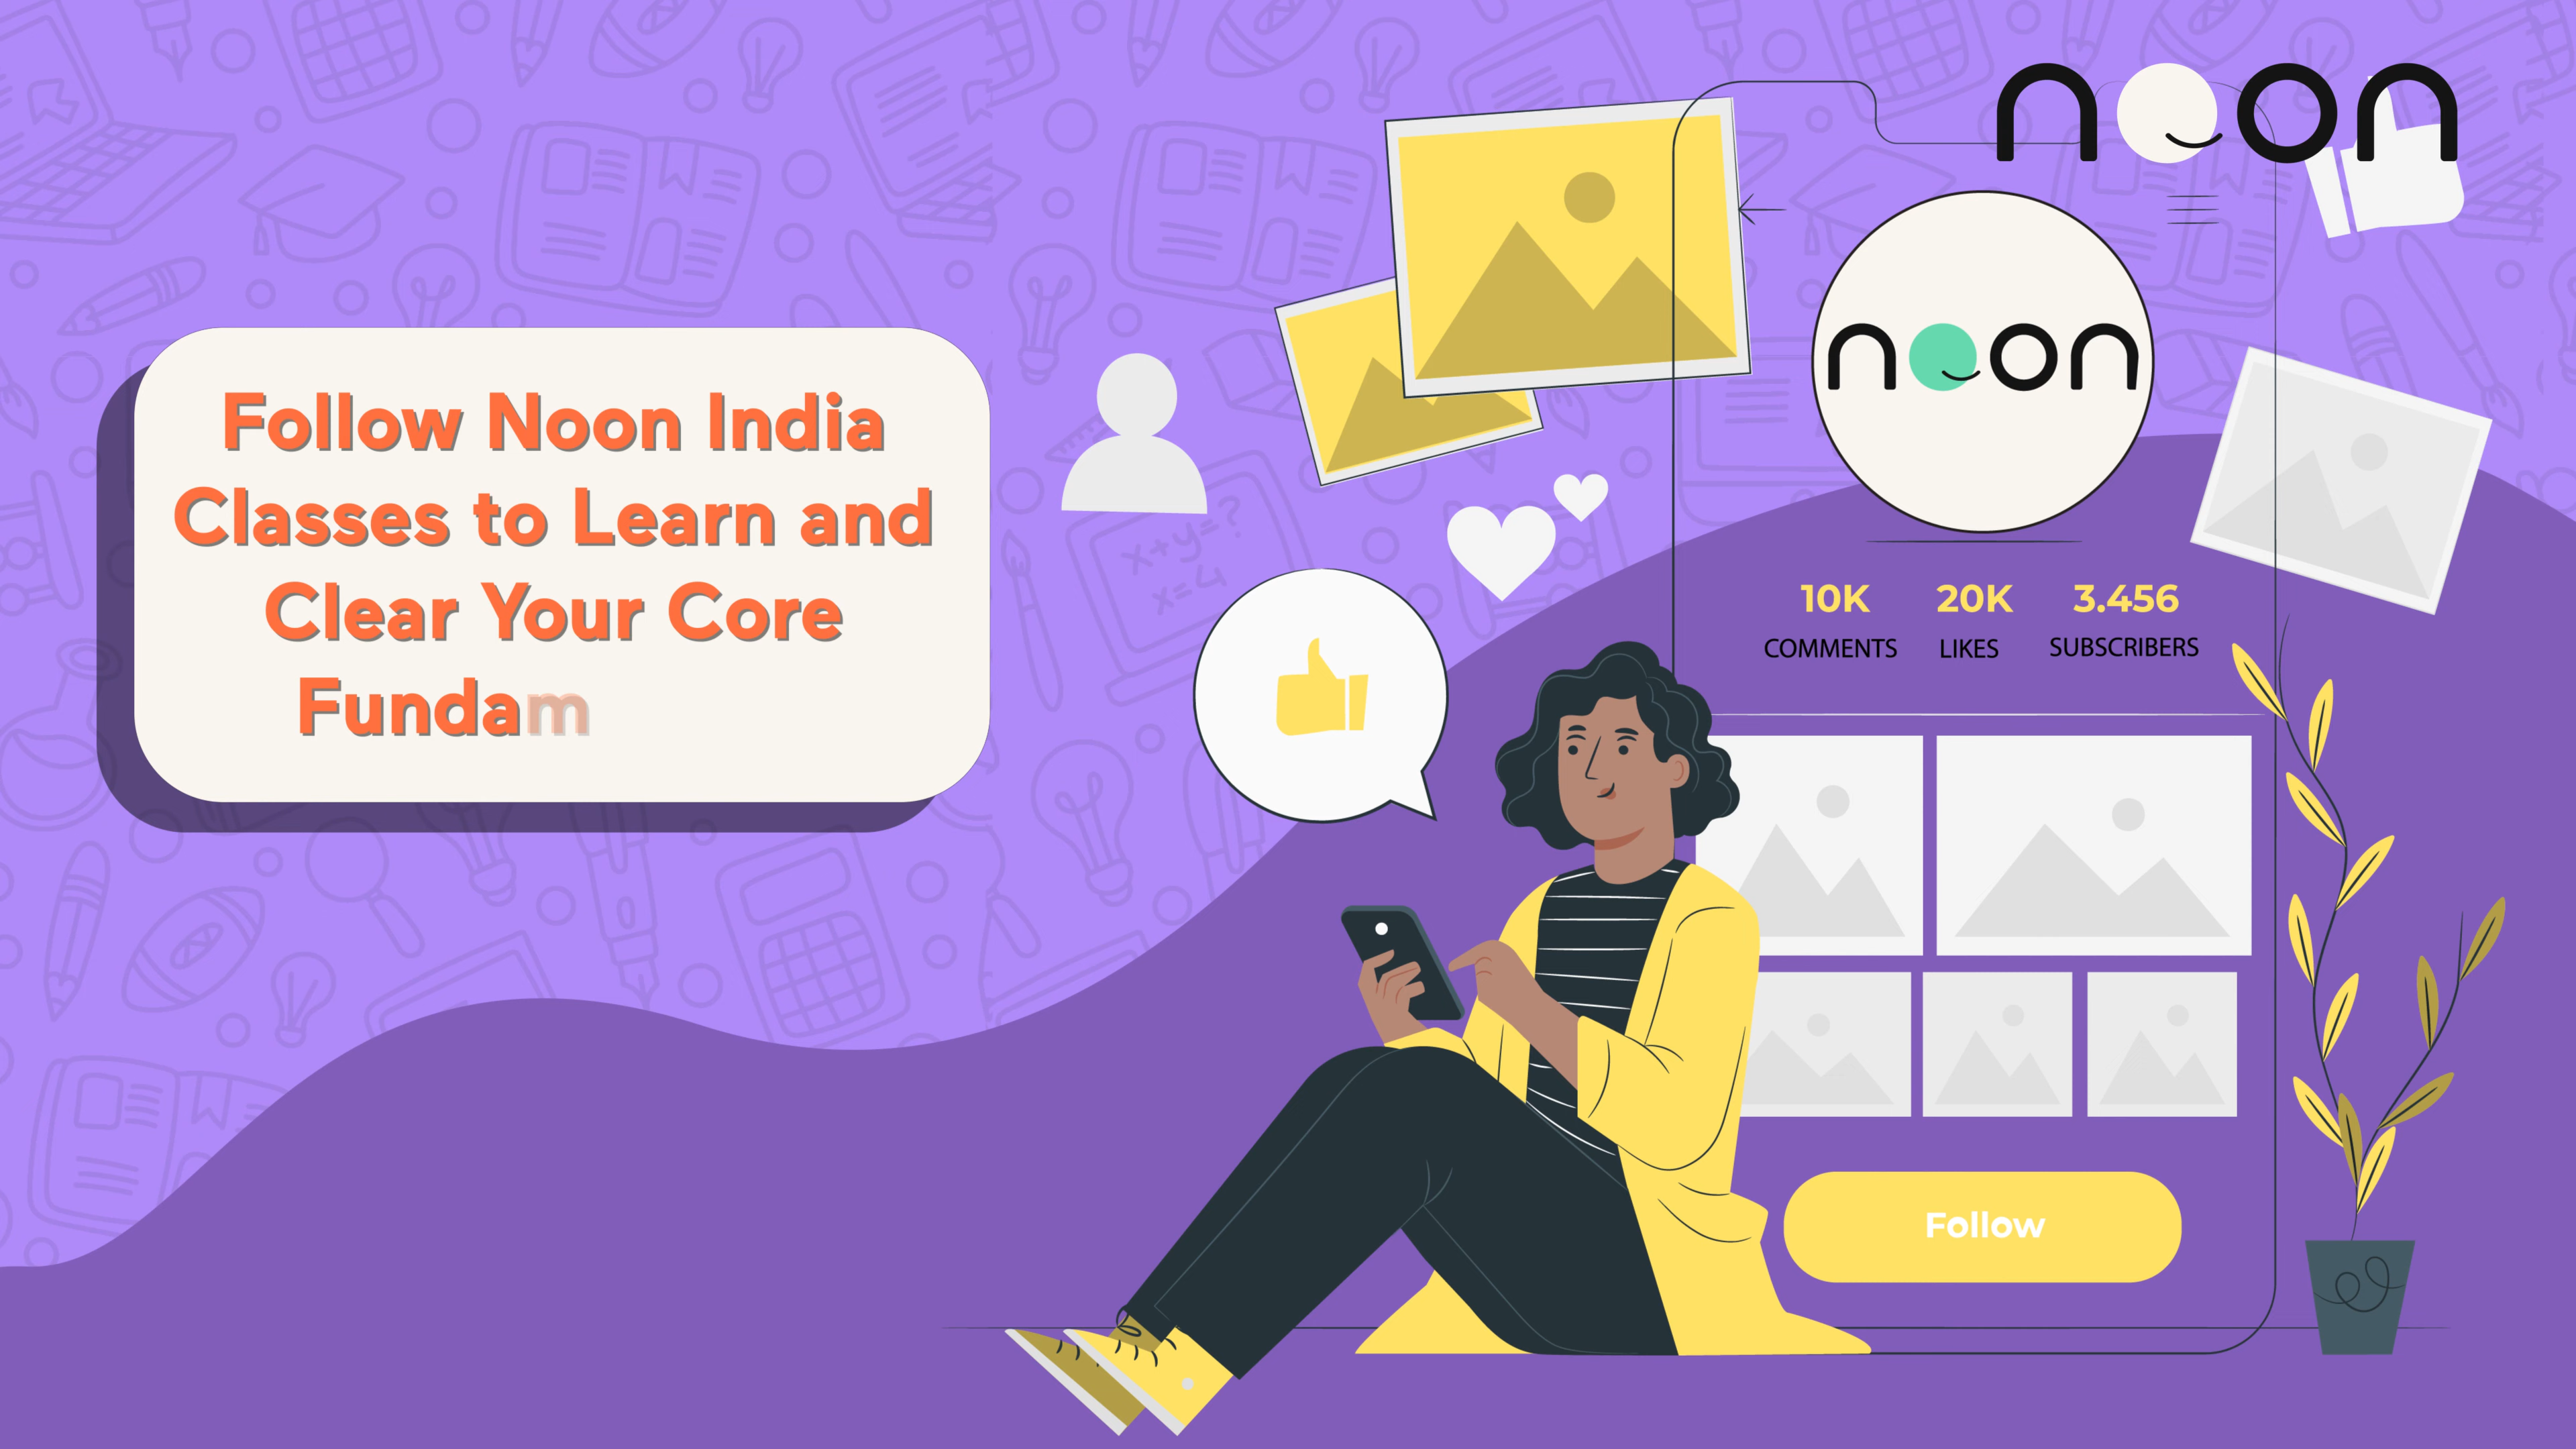 Follow Noon India
Classes to Learn and
Clear Your Core
Fundam
noon
noon
10K 20K 3.456
COMMENTS LIKES SUBSCRIBERS
x+y=?
x=4
Follow